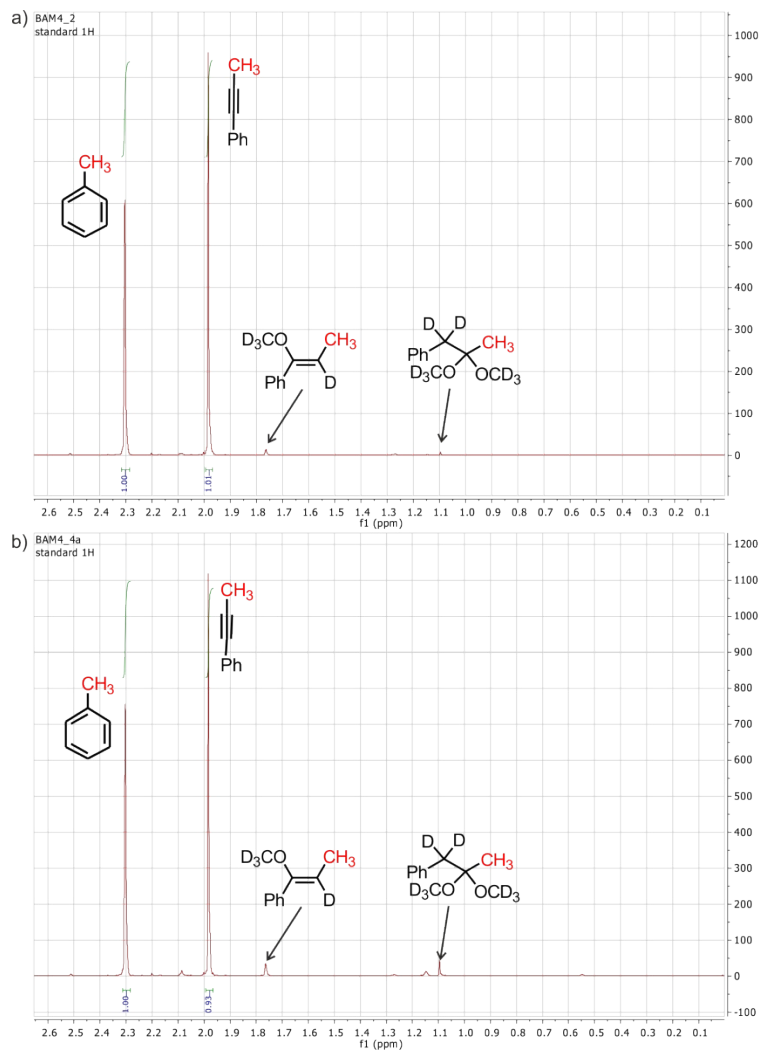 a)
BAM4_2
standard 1H
CH3
Ph
CH3
D3CO
CH3
Ph
D
D D
Ph
CH3
D3CO OCD3
1000
900
800
700
600
500
400
300
200
100
0
1.00
1.01
2.6 2.5 2.4 2.3 2.2 2.1 2.0 1.9 1.8 1.7 1.6 1.5 1.4 1.3 1.2 1.1 1.0 0.9 0.8 0.7 0.6 0.5 0.4 0.3 0.2 0.1
f1 (ppm)
b)
BAM4_4a
standard 1H
CH3
Ph
CH3
D3CO
CH3
Ph
D
D D
Ph
CH3
D3CO OCD3
1200
1100
1000
900
800
700
600
500
400
300
200
100
0
-100
1.00
0.93
2.6 2.5 2.4 2.3 2.2 2.1 2.0 1.9 1.8 1.7 1.6 1.5 1.4 1.3 1.2 1.1 1.0 0.9 0.8 0.7 0.6 0.5 0.4 0.3 0.2 0.1
f1 (ppm)